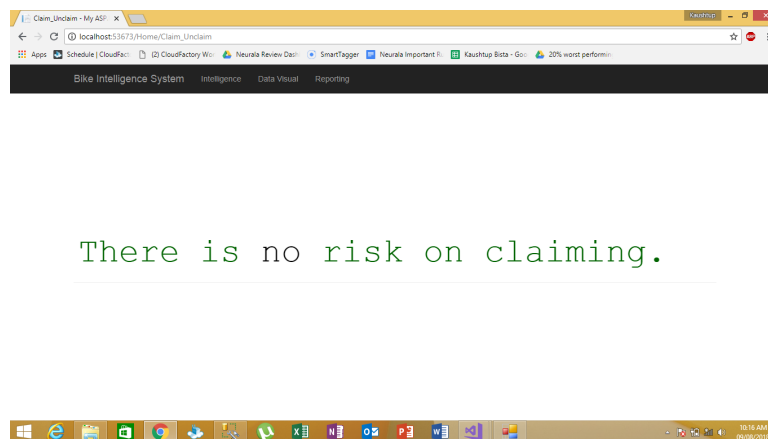 Claim_Unclaim - My ASP.
Kaushtup
localhost:53673/Home/Claim_Unclaim
Apps Schedule | CloudFact (2) CloudFactory Wor Neurala Review Dash SmartTagger Neurala Important Ru Kaushtup Bista - Goo 20% worst performin
Bike Intelligence System Intelligence Data Visual Reporting
There is no risk on claiming.
10:16 AM